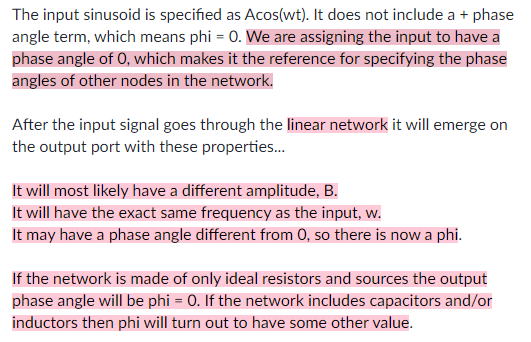 The input sinusoid is specified as Acos(wt). It does not include a + phase
angle term, which means phi = 0. We are assigning the input to have a
phase angle of 0, which makes it the reference for specifying the phase
angles of other nodes in the network.
After the input signal goes through the linear network it will emerge on
the output port with these properties...
It will most likely have a different amplitude, B.
It will have the exact same frequency as the input, w.
It may have a phase angle different from 0, so there is now a phi.
If the network is made of only ideal resistors and sources the output
phase angle will be phi = 0. If the network includes capacitors and/or
inductors then phi will turn out to have some other value.